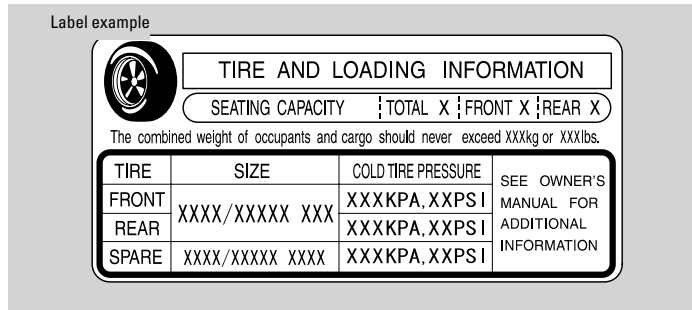 Label example
TIRE AND LOADING INFORMATION
SEATING CAPACITY TOTAL X FRONT X REAR X
The combined weight of occupants and cargo should never exceed XXXkg or XXXlbs.
TIRE SIZE COLD TIRE PRESSURE
SEE OWNER'S
MANUAL FOR
ADDITIONAL
INFORMATION
FRONT XXXX/XXXXX XXX XXXKPA,XXPSI
REAR XXXKPA,XXPSI
SPARE XXXX/XXXXX XXXX XXXKPA,XXPSI